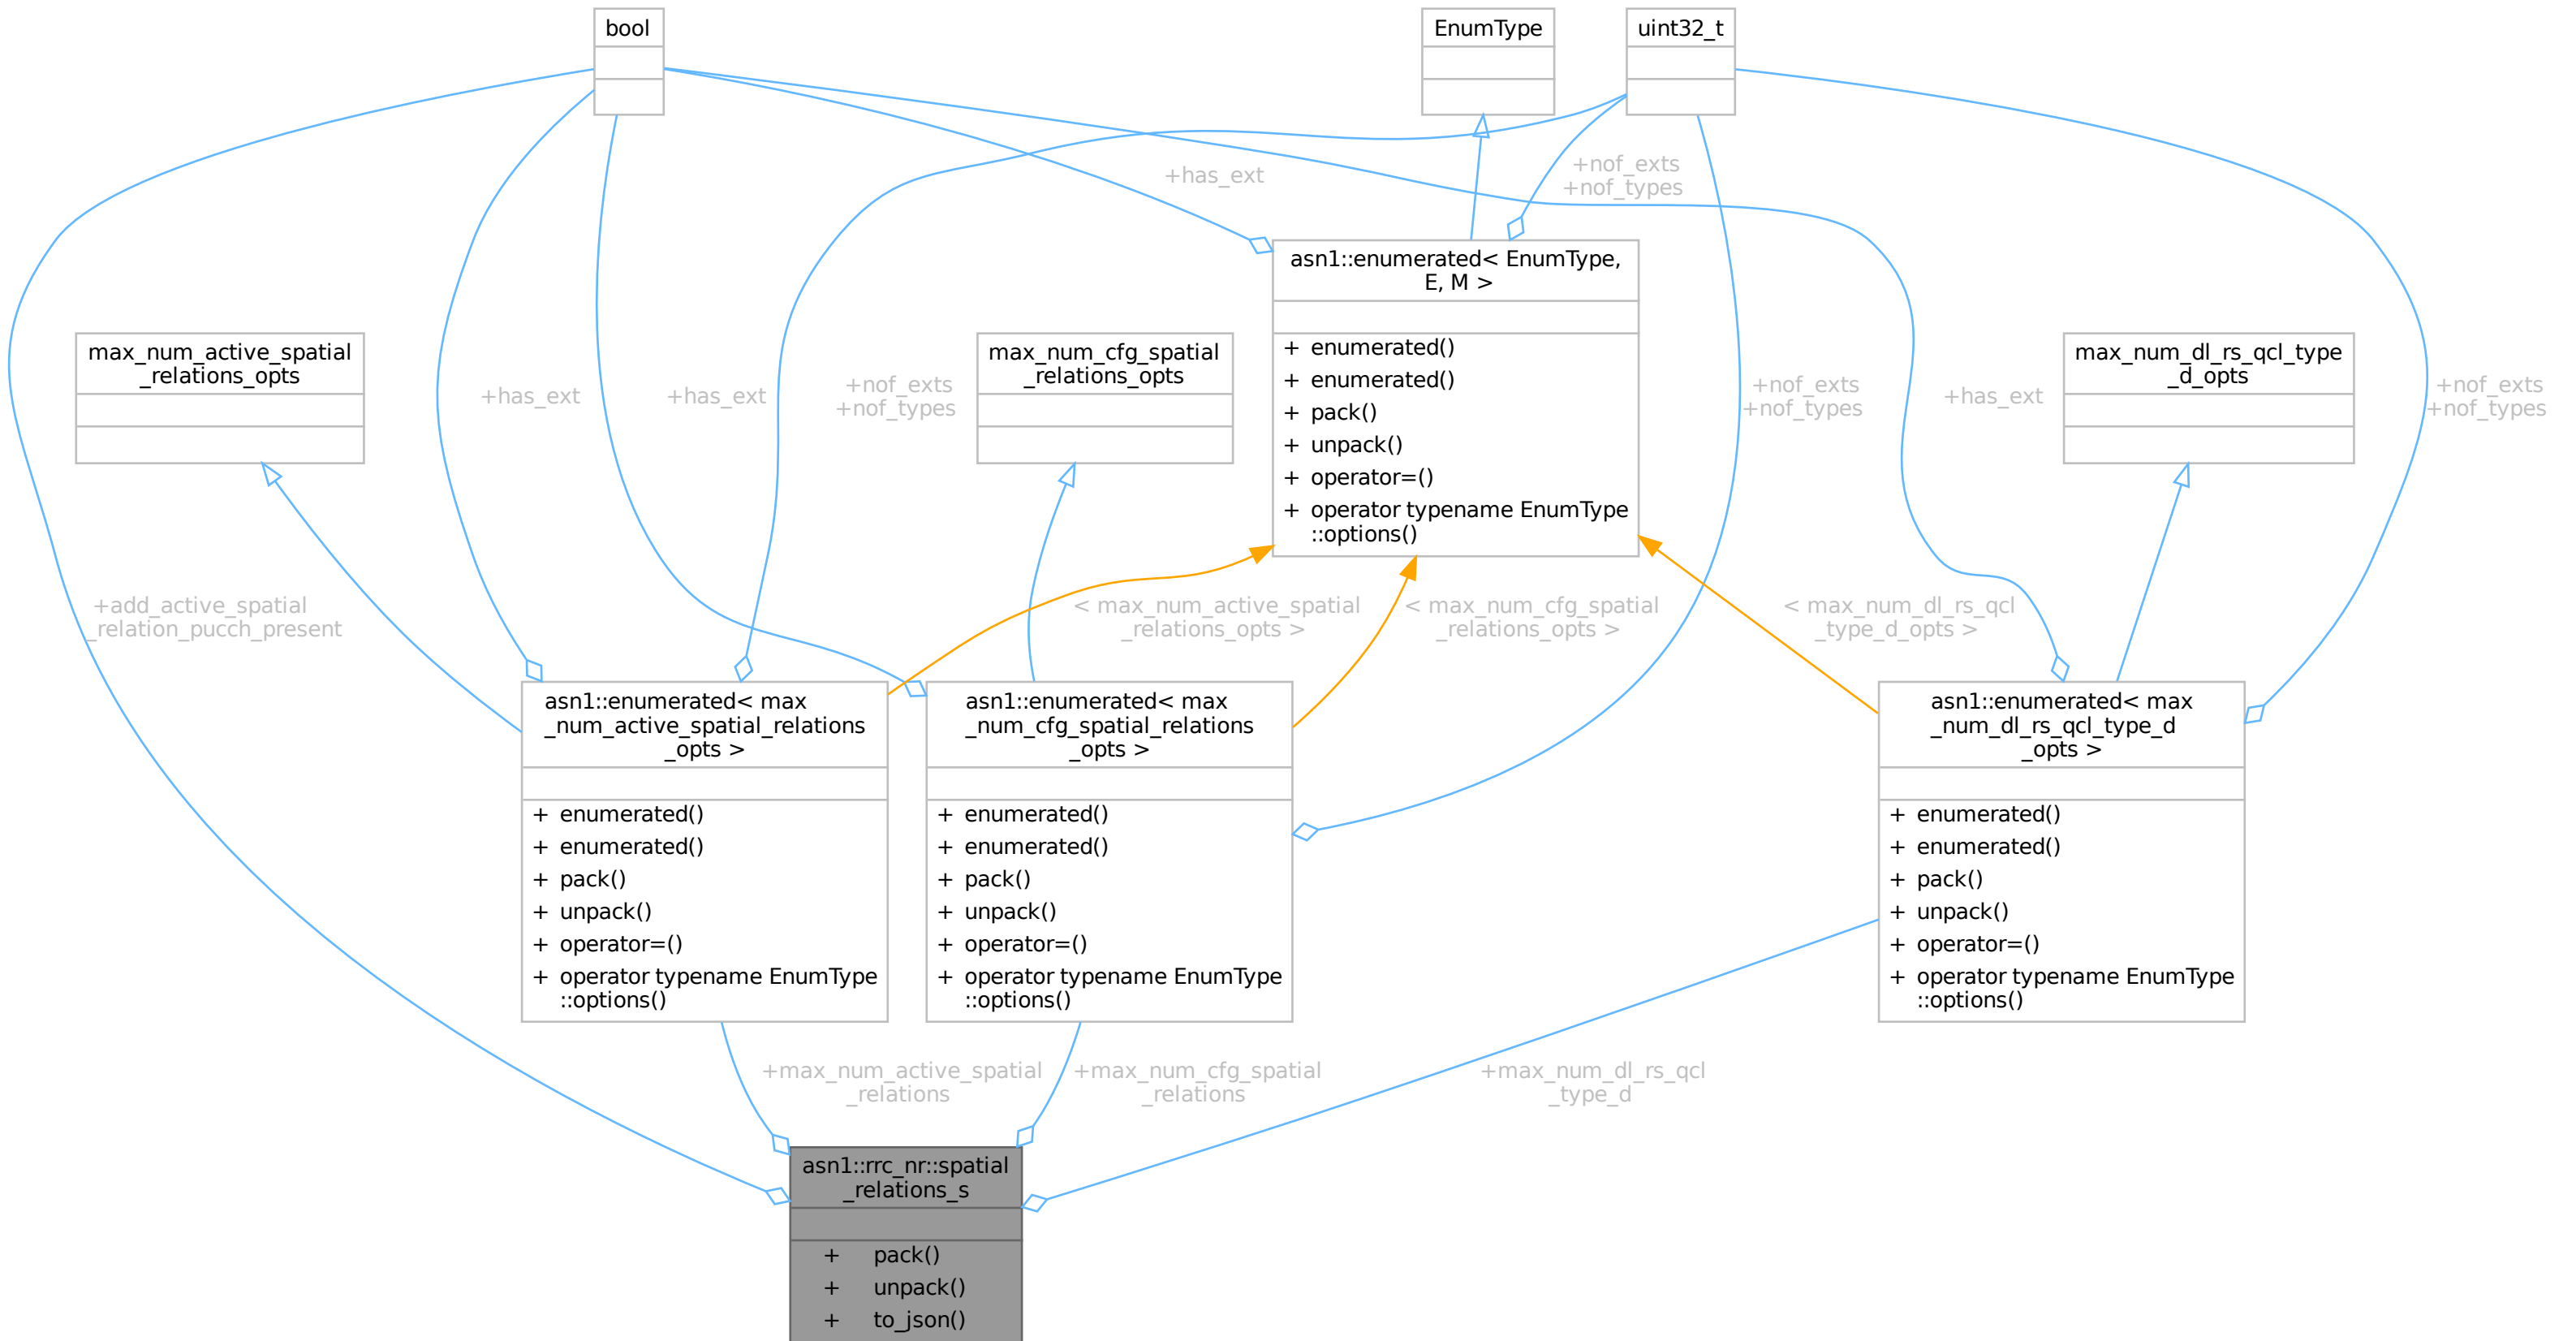 bool
EnumType
uint32_t
+has_ext
+nof_exts
+nof_types
asn1::enumerated< EnumType,
E, M >
+ enumerated()
+ enumerated()
+ pack()
+ unpack()
+ operator=()
+ operator typename EnumType
::options()
max_num_active_spatial
_relations_opts
+has_ext
+has_ext
+nof_exts
+nof_types
max_num_cfg_spatial
_relations_opts
+nof_exts
+nof_types
+has_ext
max_num_dl_rs_qcl_type
_d_opts
+nof_exts
+nof_types
+add_active_spatial
_relation_pucch_present
< max_num_active_spatial
_relations_opts >
< max_num_cfg_spatial
_relations_opts >
< max_num_dl_rs_qcl
_type_d_opts >
asn1::enumerated< max
_num_active_spatial_relations
_opts >
+ enumerated()
+ enumerated()
+ pack()
+ unpack()
+ operator=()
+ operator typename EnumType
::options()
asn1::enumerated< max
_num_cfg_spatial_relations
_opts >
+ enumerated()
+ enumerated()
+ pack()
+ unpack()
+ operator=()
+ operator typename EnumType
::options()
asn1::enumerated< max
_num_dl_rs_qcl_type_d
_opts >
+ enumerated()
+ enumerated()
+ pack()
+ unpack()
+ operator=()
+ operator typename EnumType
::options()
+max_num_active_spatial
_relations
+max_num_cfg_spatial
_relations
+max_num_dl_rs_qcl
_type_d
asn1::rrc_nr::spatial
_relations_s
+ pack()
+ unpack()
+ to_json()